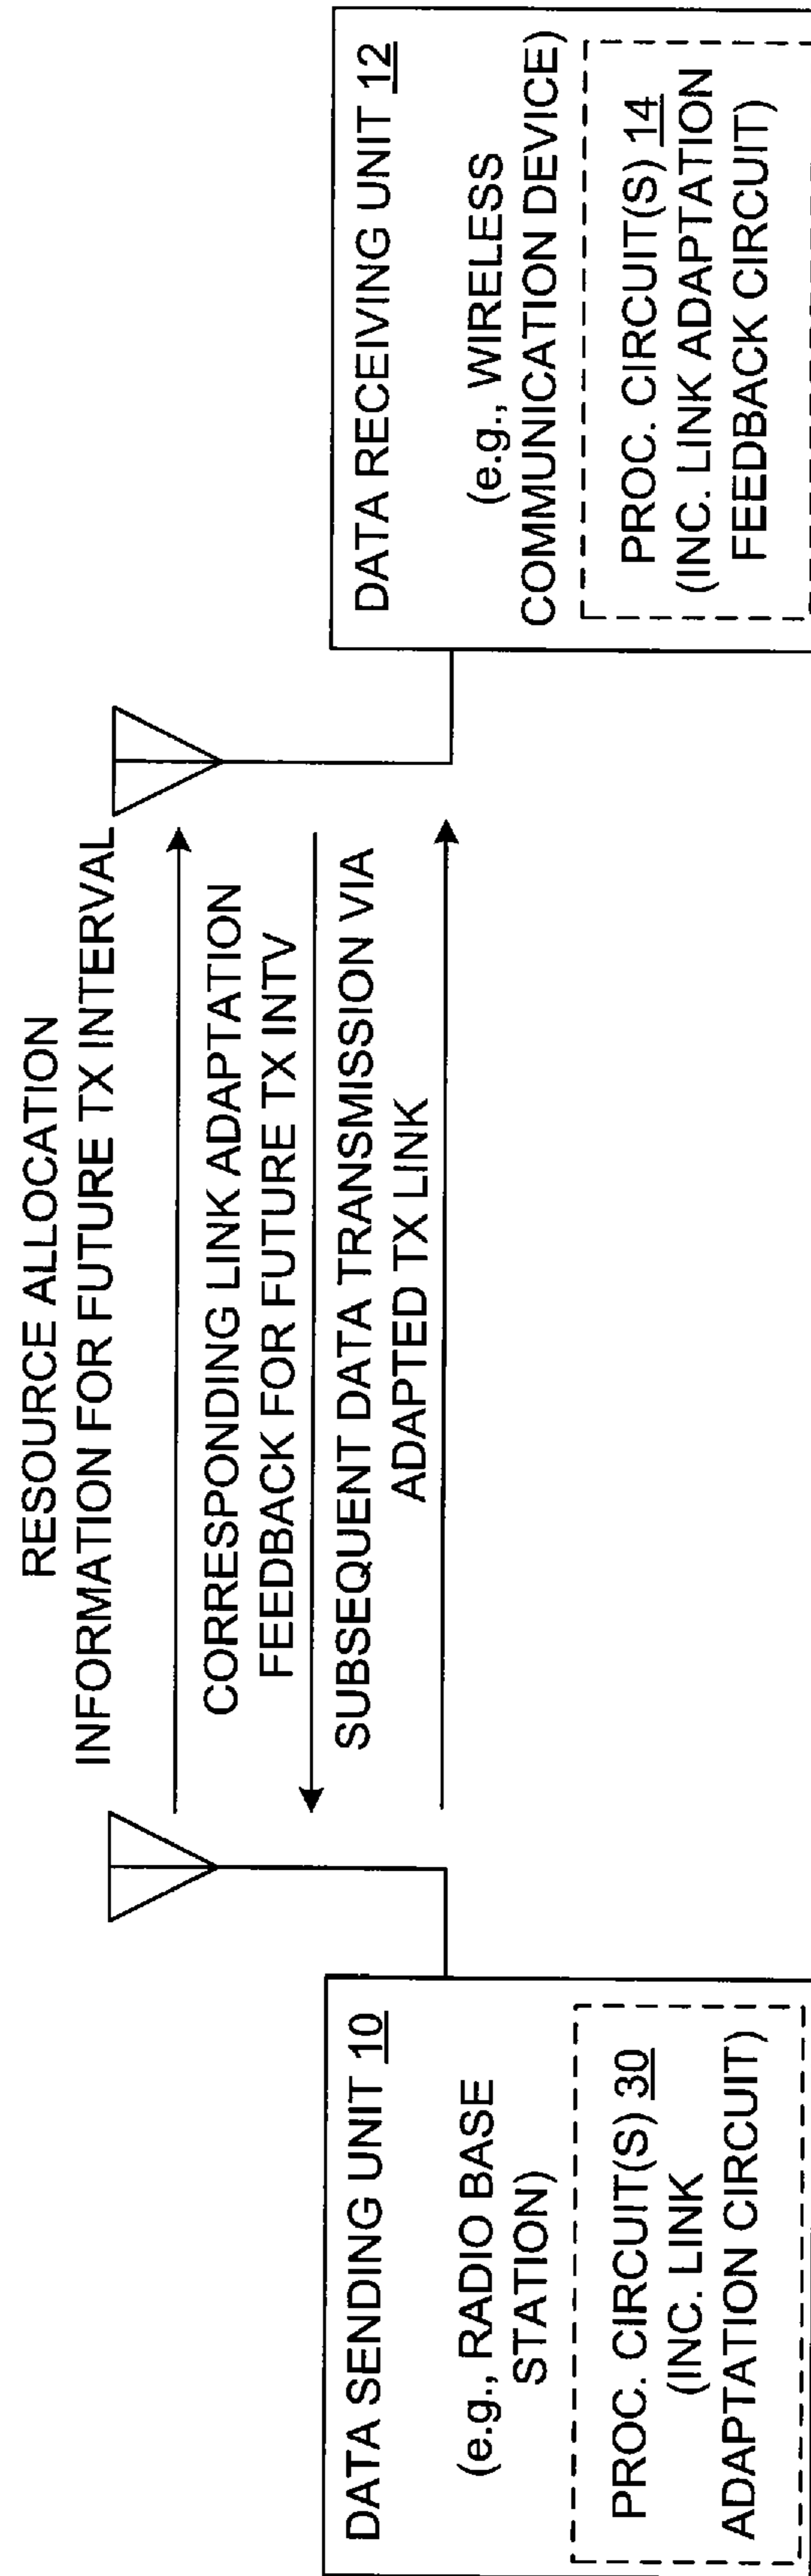 RESOURCE ALLOCATION
INFORMATION FOR FUTURE TX INTERVAL
CORRESPONDING LINK ADAPTATION
FEEDBACK FOR FUTURE TX INTV
SUBSEQUENT DATA TRANSMISSION VIA
ADAPTED TX LINK
DATA SENDING UNIT 10
(e.g., RADIO BASE
STATION)
PROC. CIRCUIT(S) 30
(INC. LINK
ADAPTATION CIRCUIT)
DATA RECEIVING UNIT 12
(e.g., WIRELESS
COMMUNICATION DEVICE)
PROC. CIRCUIT(S) 14
(INC. LINK ADAPTATION
FEEDBACK CIRCUIT)